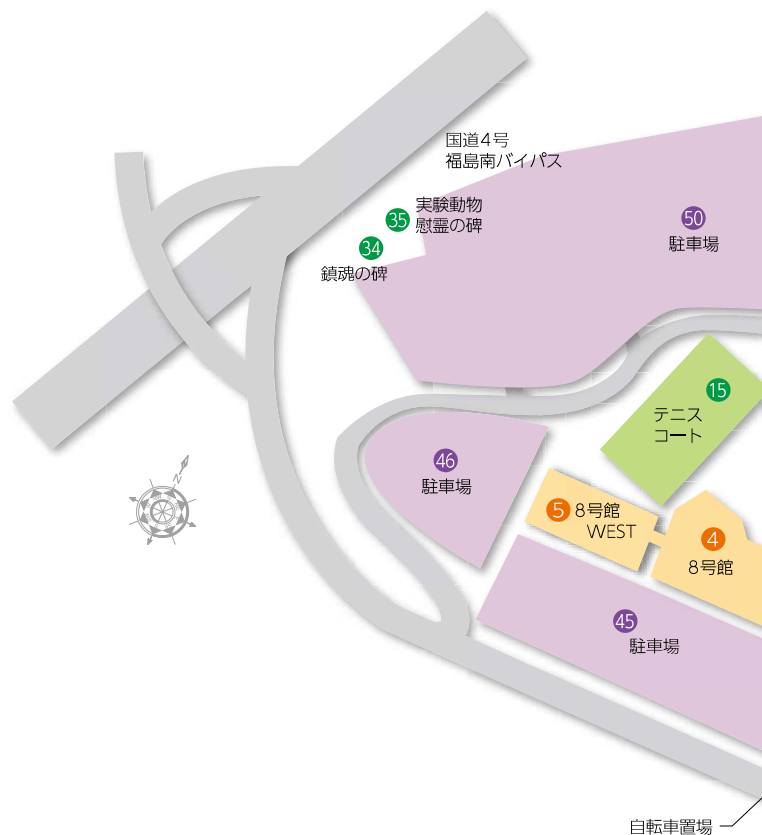 国道4号
福島南バイパス
35 実験動物
慰霊の碑
34
鎮魂の碑
50
駐車場
15
テニス
コート
46
駐車場
5 8号館
WEST
4
8号館
45
駐車場
N
自転車置場